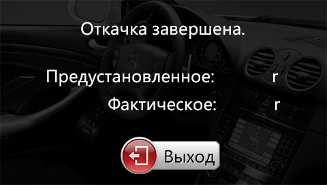 Откачка завершена.
Предустановленное: г
Фактическое: г
Выход